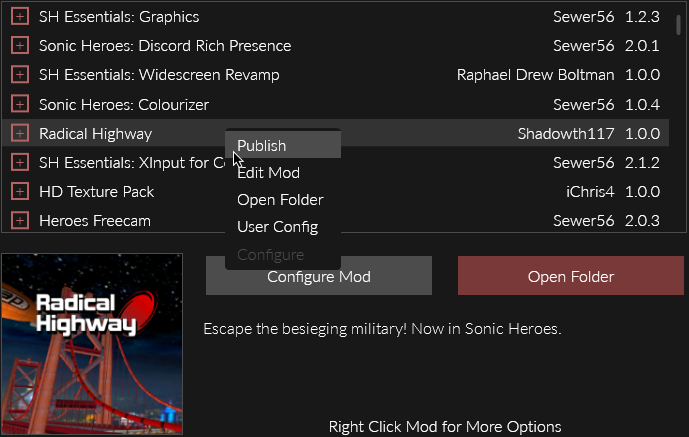 SH Essentials: Graphics Sewer56 1.2.3
Sonic Heroes: Discord Rich Presence Sewer56 2.0.1
SH Essentials: Widescreen Revamp Raphael Drew Boltman 1.0.0
Sonic Heroes: Colourizer Sewer56 1.0.4
Radical Highway Shadowth117 1.0.0
Publish
SH Essentials: XInput for Sewer56 2.1.2
Edit Mod
HD Texture Pack iChris4 1.0.0
Open Folder
Heroes Freecam Sewer56 2.0.3
User Config
Configure
Configure Mod Open Folder
Radical
Highway
Escape the besieging military! Now in Sonic Heroes.
Right Click Mod for More Options